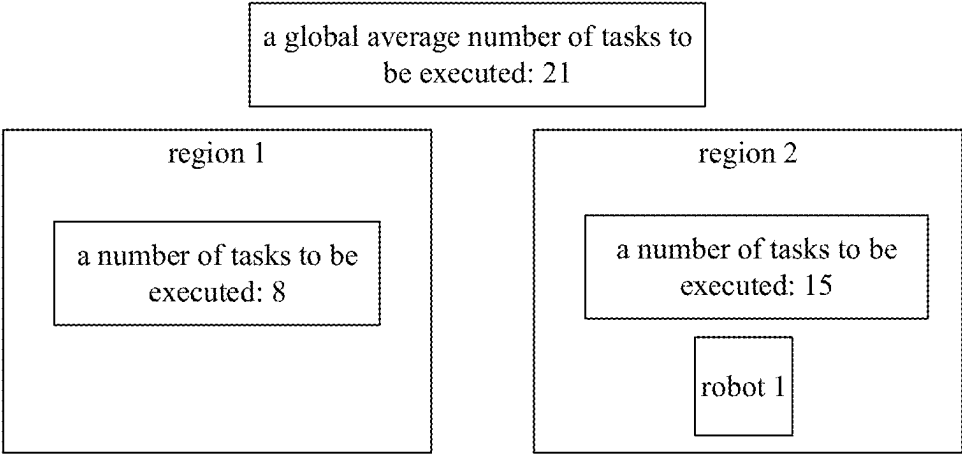 a global average number of tasks to
be executed: 21
region 1
a number of tasks to be
executed: 8
region 2
a number of tasks to be
executed: 15
robot 1